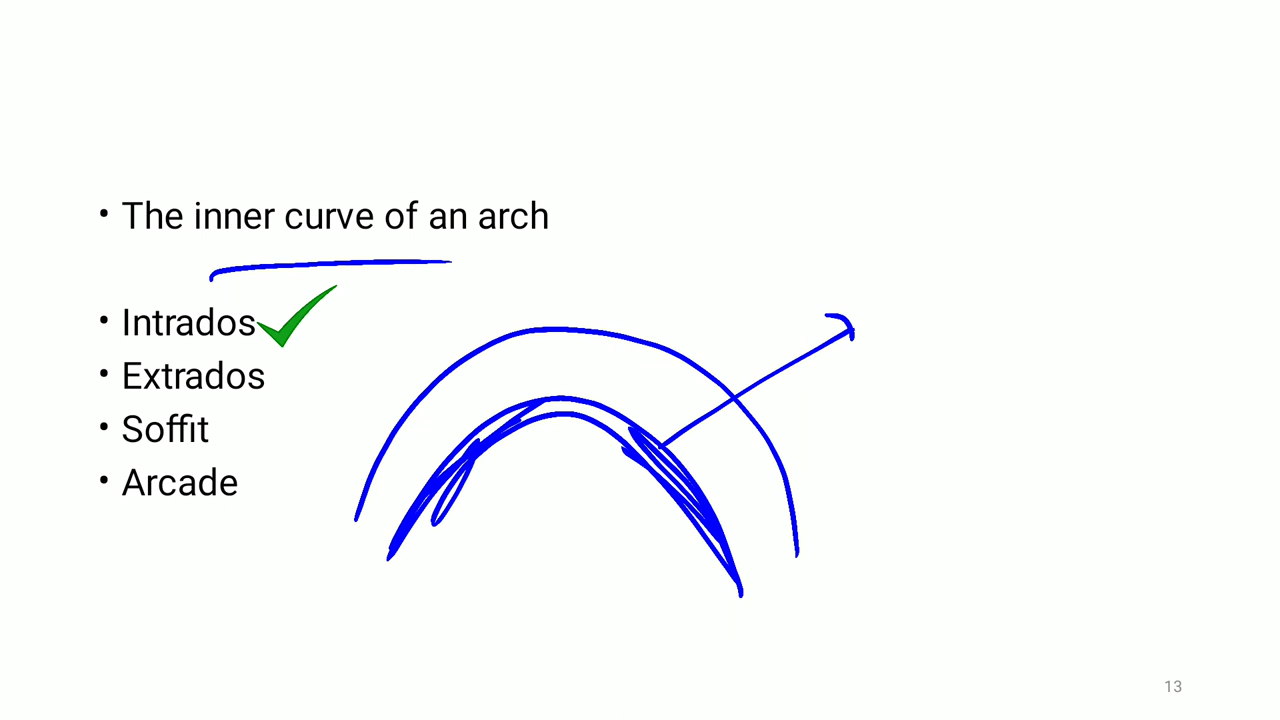 • The inner curve of an arch
• Intrados
• Extrados
• Soffit
• Arcade
13